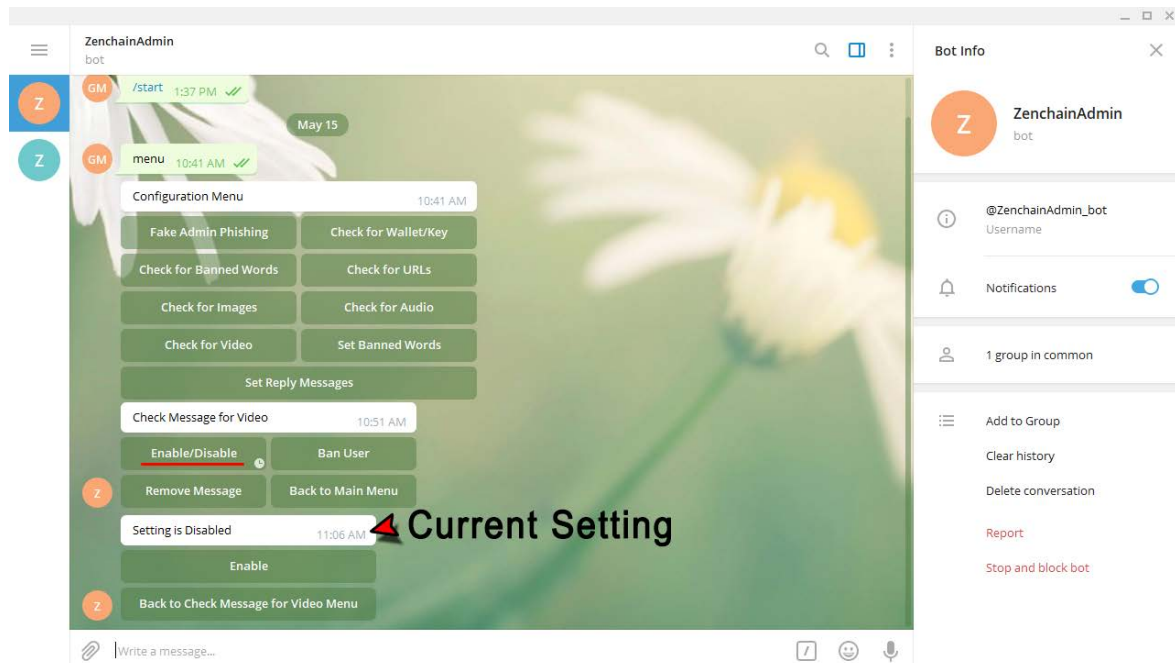 ZenchainAdmin
bot
Z
Z
GM
/start 1:37 PM
May 15
GM
menu 10:41 AM
Configuration Menu 10:41 AM
Fake Admin Phishing Check for Wallet/Key
Check for Banned Words Check for URLs
Check for Images Check for Audio
Check for Video Set Banned Words
Set Reply Messages
Check Message for Video 10:51 AM
Enable/Disable Ban User
Z
Remove Message Back to Main Menu
Setting is Disabled 11:06 AM
Current Setting
Enable
Z
Back to Check Message for Video Menu
Write a message...
/
Bot Info
Z
ZenchainAdmin
bot
@ZenchainAdmin_bot
Username
Notifications
1 group in common
Add to Group
Clear history
Delete conversation
Report
Stop and block bot